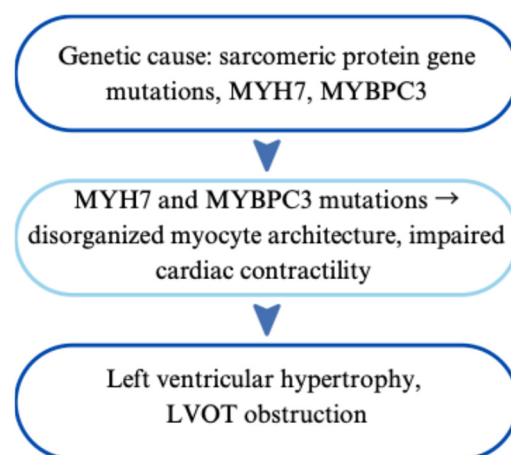 Genetic cause: sarcomeric protein gene
mutations, MYH7, MYBPC3
MYH7 and MYBPC3 mutations →
disorganized myocyte architecture, impaired
cardiac contractility
Left ventricular hypertrophy,
LVOT obstruction